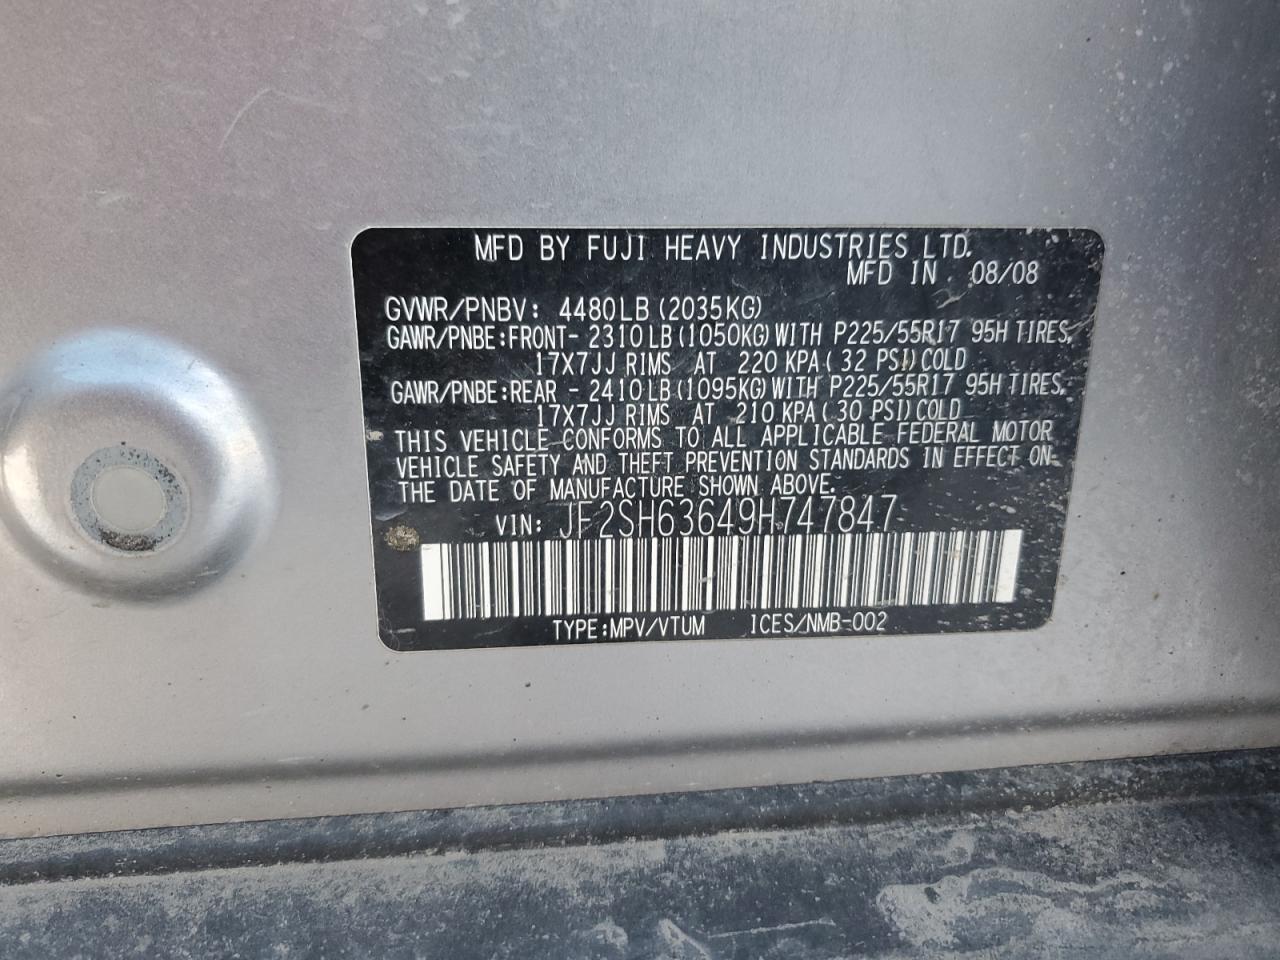 MFD BY FUJI HEAVY INDUSTRIES LTD.
MFD IN 08/08
GVWR/PNBV: 4480LB (2035KG)
GAWR/PNBE:FRONT- 2310LB (1050KG) WITH P225/55R17 95H TIRES,
17X7JJ RIMS AT 220 KPA ( 32 PSI) COLD
GAWR/PNBE:REAR - 2410LB (1095KG) WITH P225/55R17 95H TIRES,
17X7JJ RIMS AT 210 KPA ( 30 PSI) COLD
THIS VEHICLE CONFORMS TO ALL APPLICABLE FEDERAL MOTOR
VEHICLE SAFETY AND THEFT PREVENTION STANDARDS IN EFFECT ON
THE DATE OF MANUFACTURE SHOWN ABOVE.
VIN: JF2SH63649H747847
TYPE:MPV/VTUM ICES/NMB-002